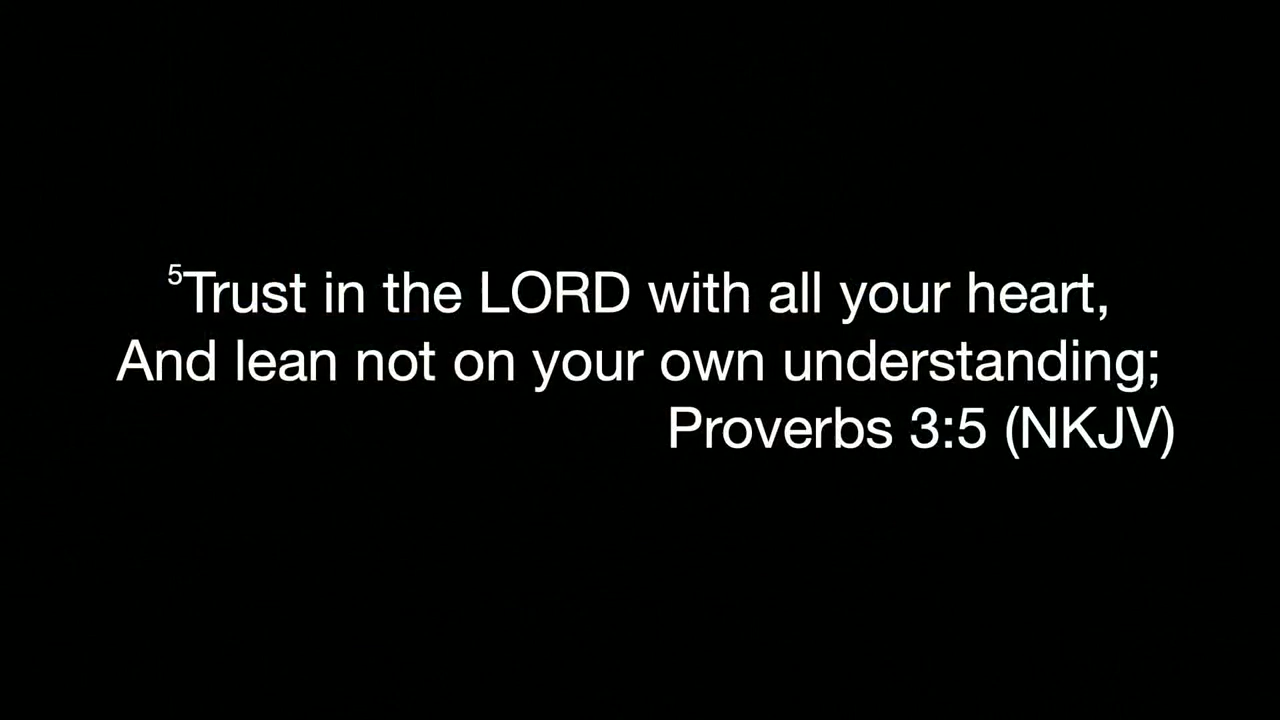 ⁵Trust in the LORD with all your heart,
And lean not on your own understanding;
Proverbs 3:5 (NKJV)